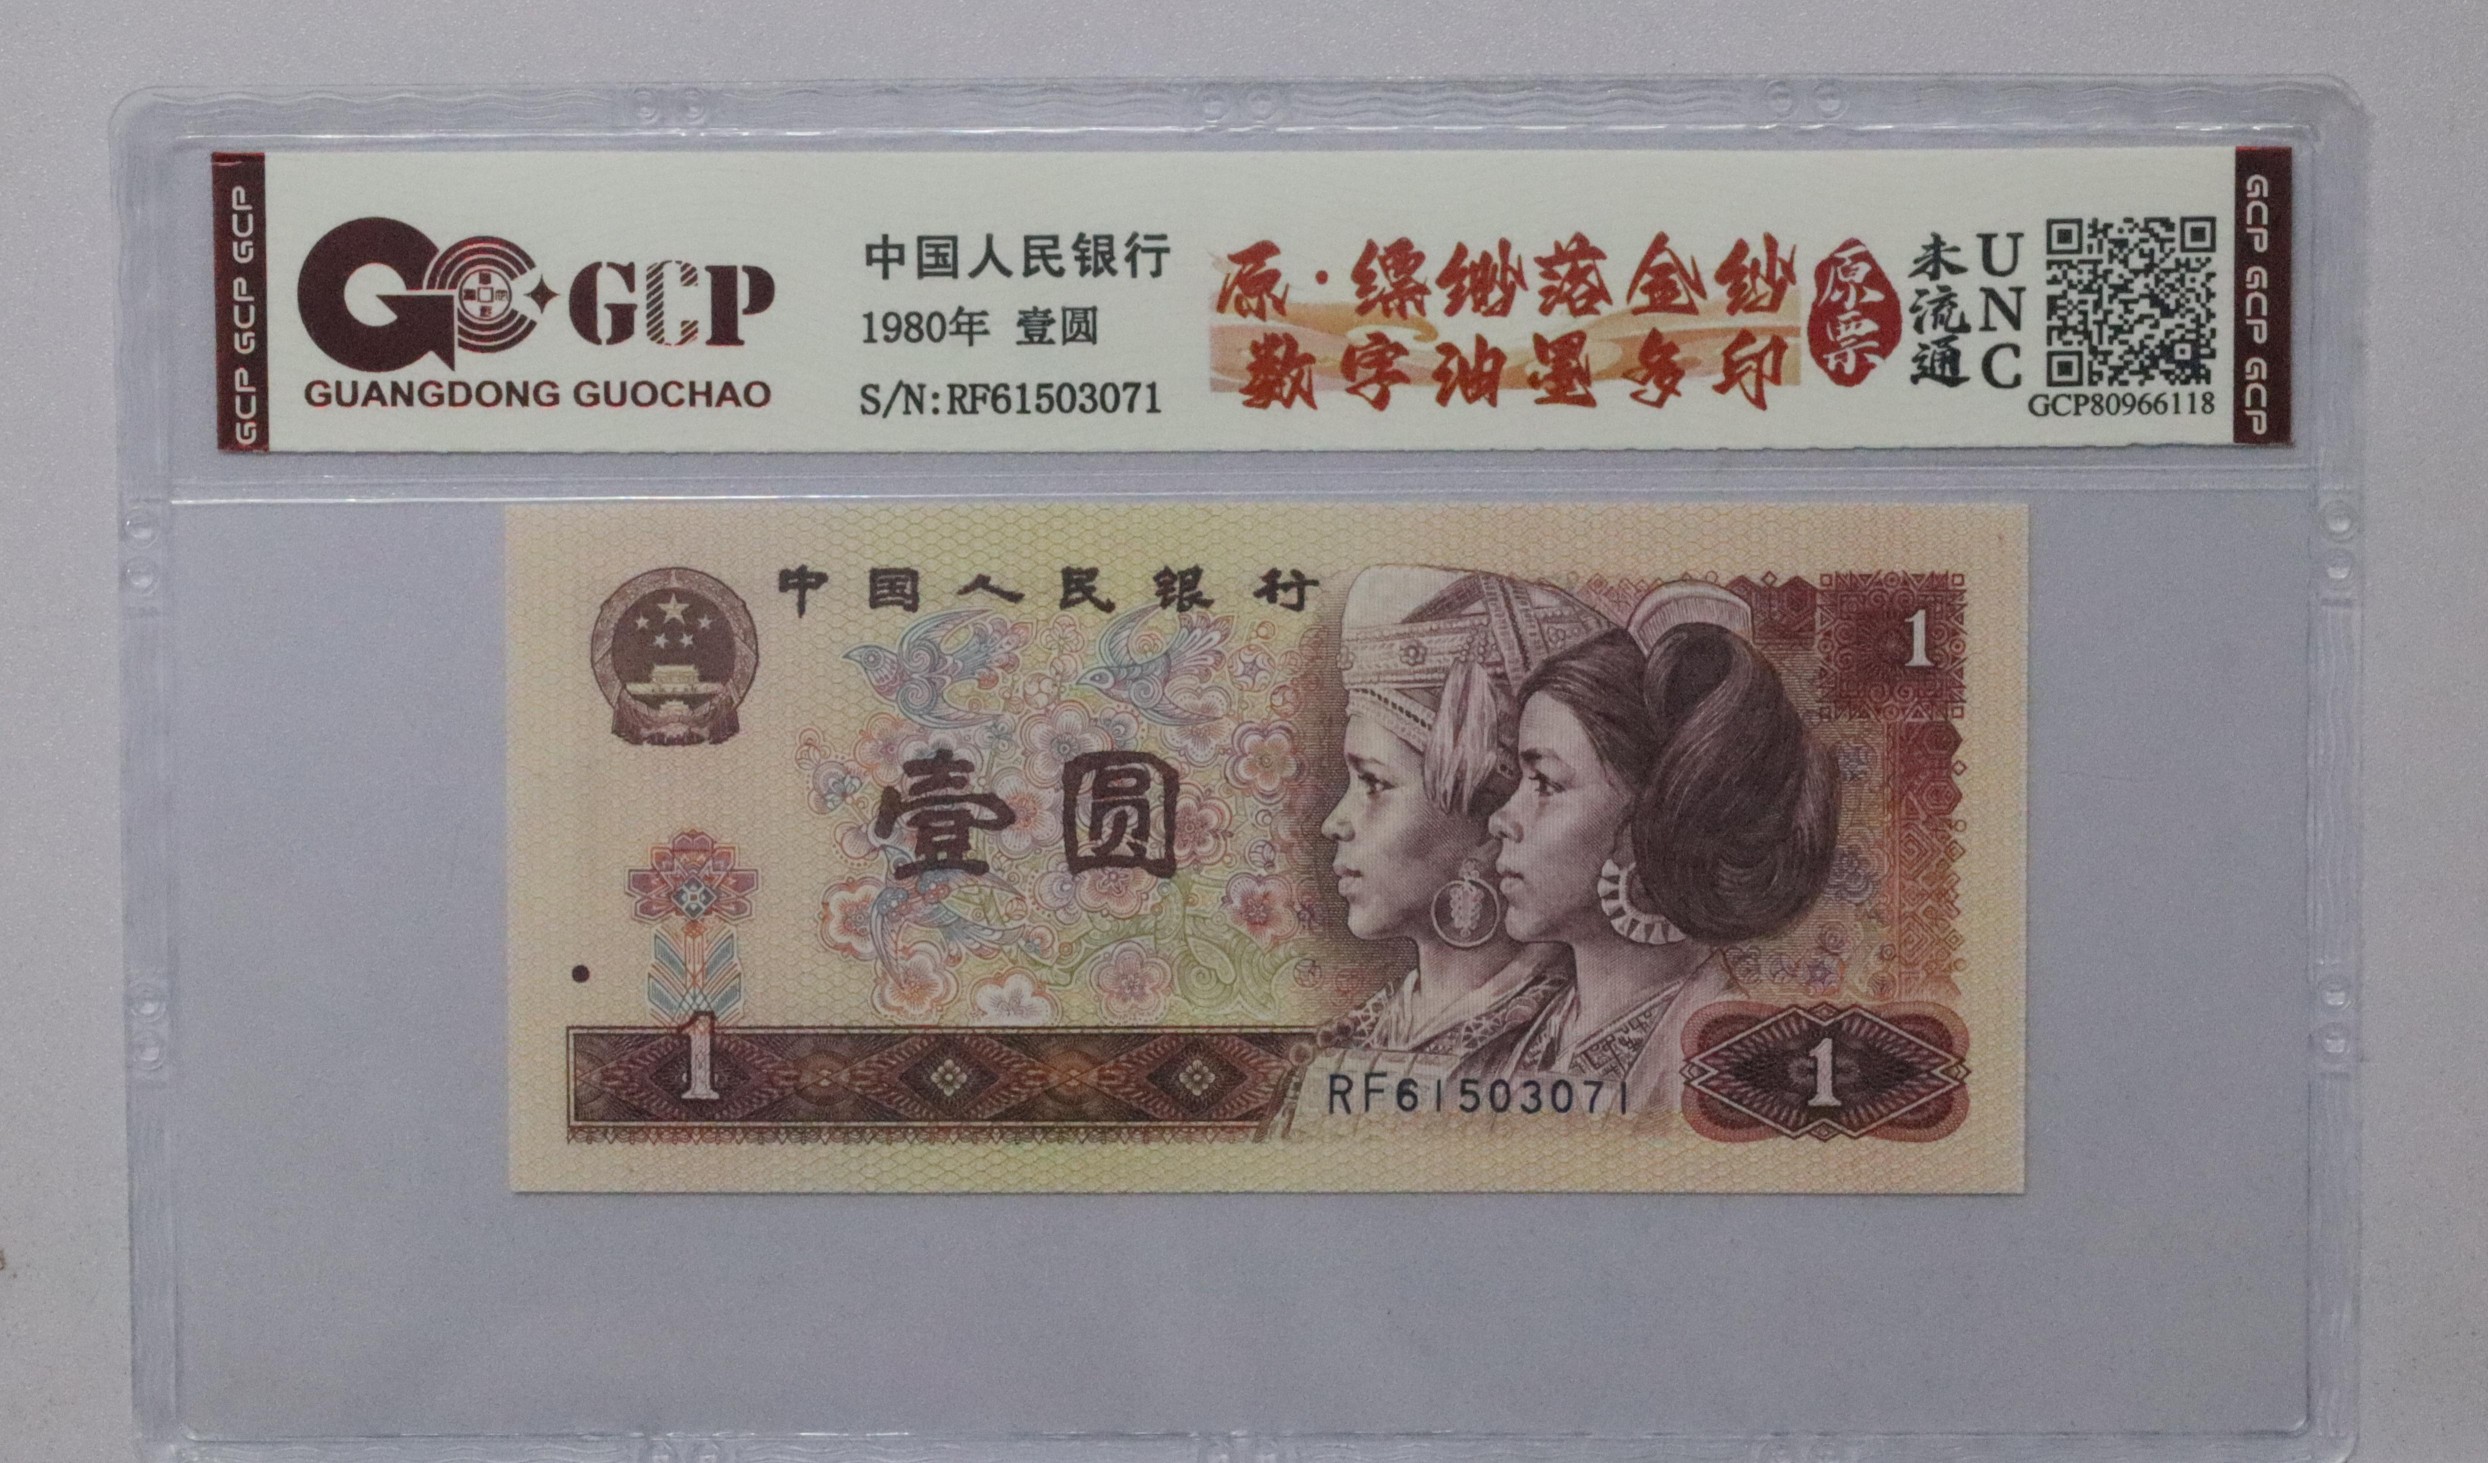 GCP GCP GCP
GCP
GUANGDONG GUOCHAO
中国人民银行
1980年 壹圆
S/N:RF61503071
原·缥缈落金纱
数字油墨多印
原票
未流通
UNC
GCP80966118
GCP GCP GCP
中国人民银行
1
壹圆
1
RF61503071
1